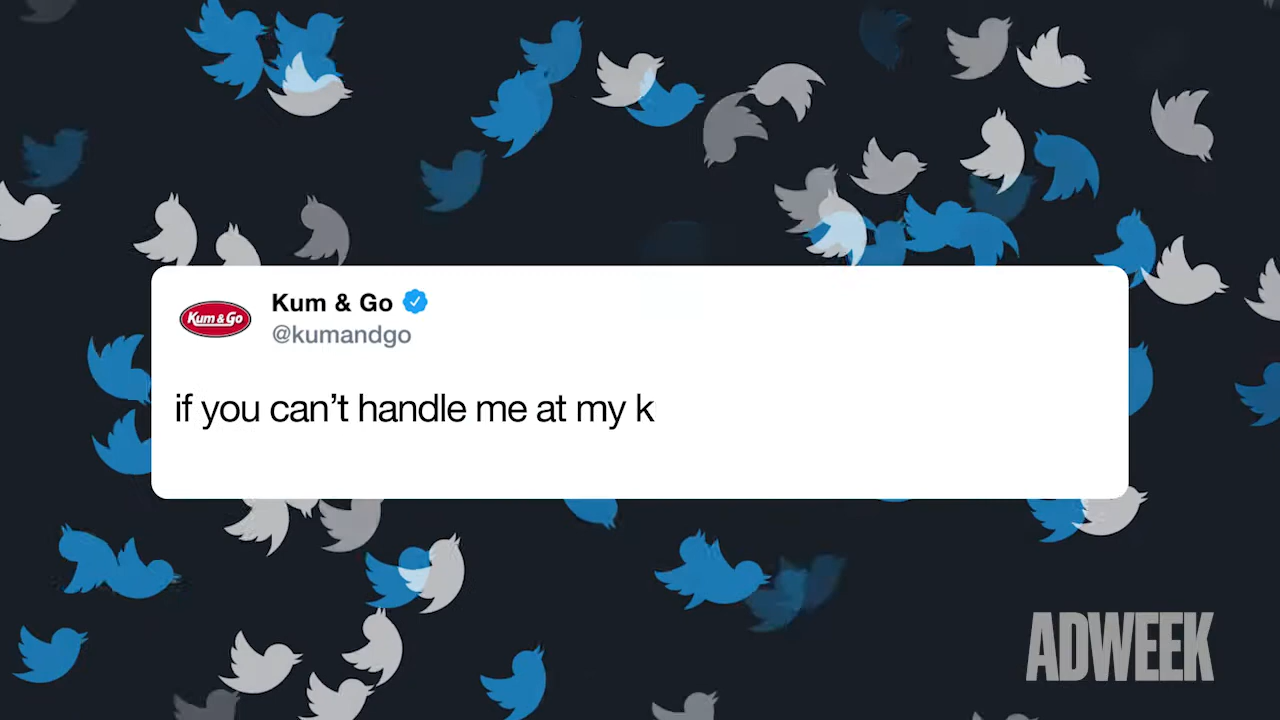 Kum & Go
Kum & Go
@kumandgo
if you can’t handle me at my k
ADWEEK